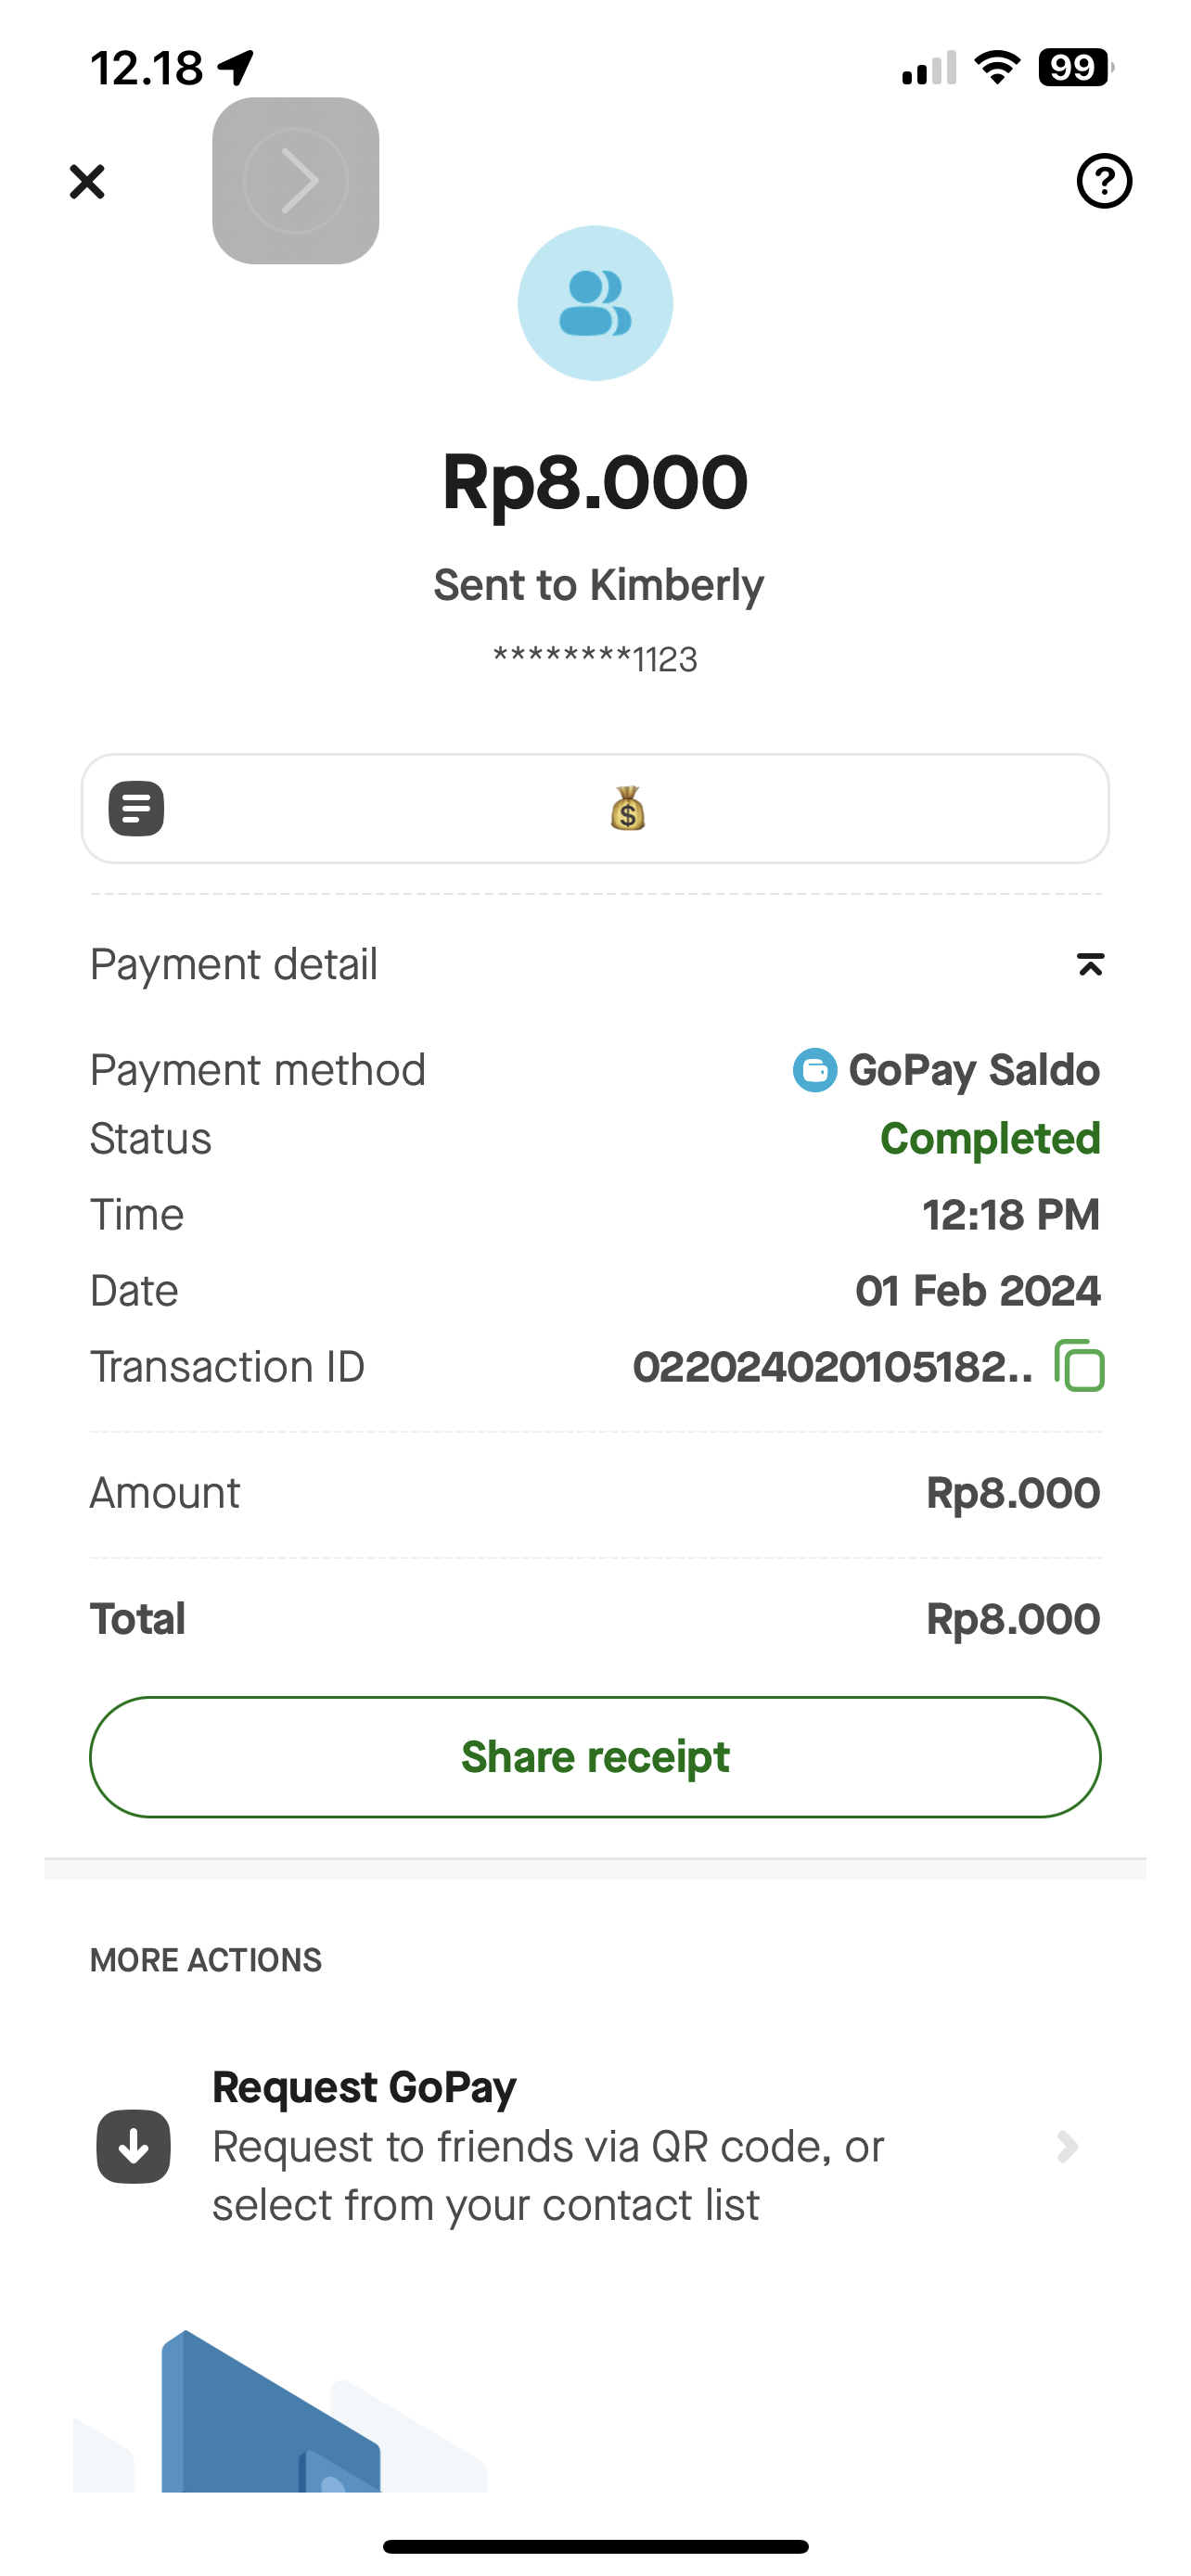 12.18
99
Rp8.000
Sent to Kimberly
********1123
Payment detail
Payment method GoPay Saldo
Status Completed
Time 12:18 PM
Date 01 Feb 2024
Transaction ID 022024020105182..
Amount Rp8.000
Total Rp8.000
Share receipt
MORE ACTIONS
Request GoPay
Request to friends via QR code, or
select from your contact list